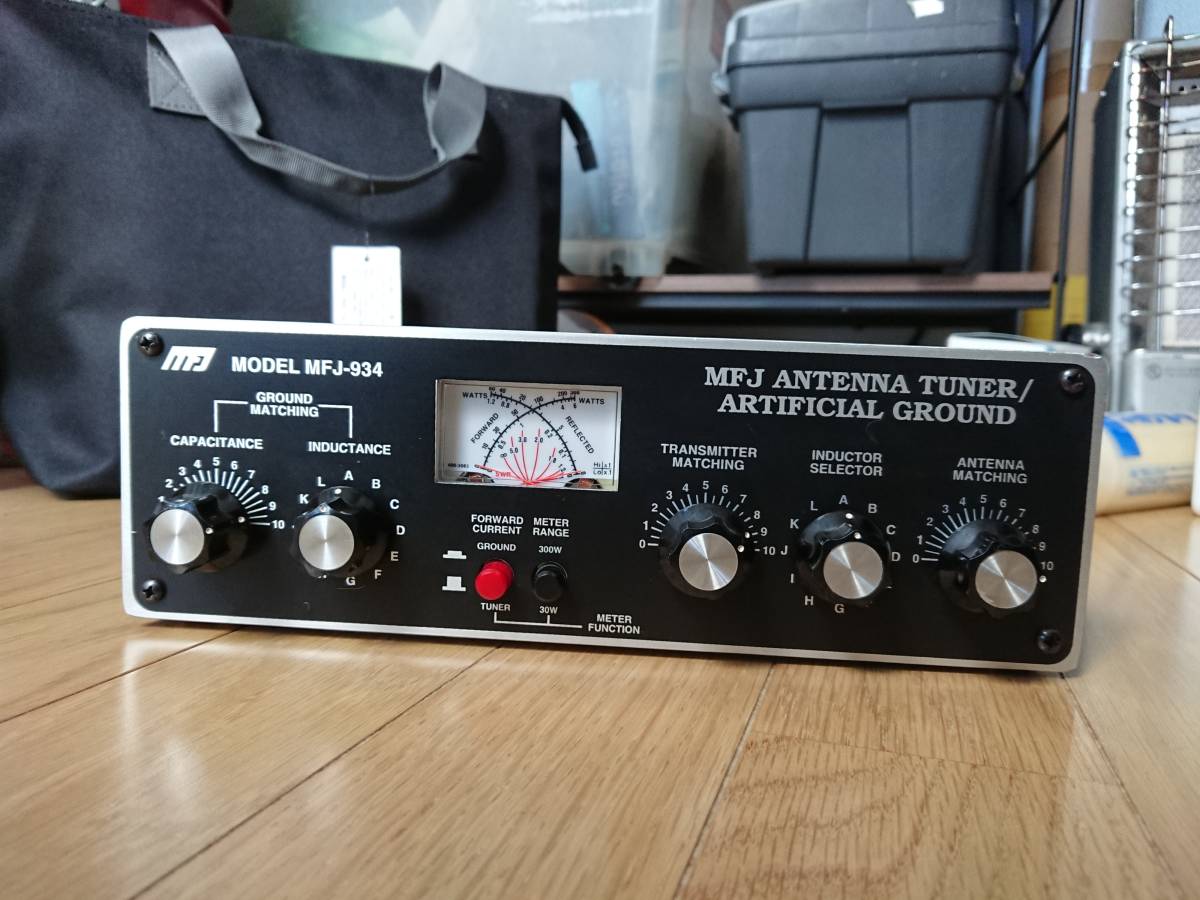 MFJ MODEL MFJ-934
GROUND
MATCHING
CAPACITANCE INDUCTANCE
1 2 3 4 5 6 7 8 9 10
K L A B C D E F G
WATTS WATTS
FORWARD REFLECTED
SWR
FORWARD
CURRENT
METER
RANGE
GROUND 300W
TUNER 30W
METER
FUNCTION
MFJ ANTENNA TUNER/
ARTIFICIAL GROUND
TRANSMITTER
MATCHING
0 1 2 3 4 5 6 7 8 9 10
INDUCTOR
SELECTOR
A B C D G H I J K L
ANTENNA
MATCHING
0 1 2 3 4 5 6 7 8 9 10